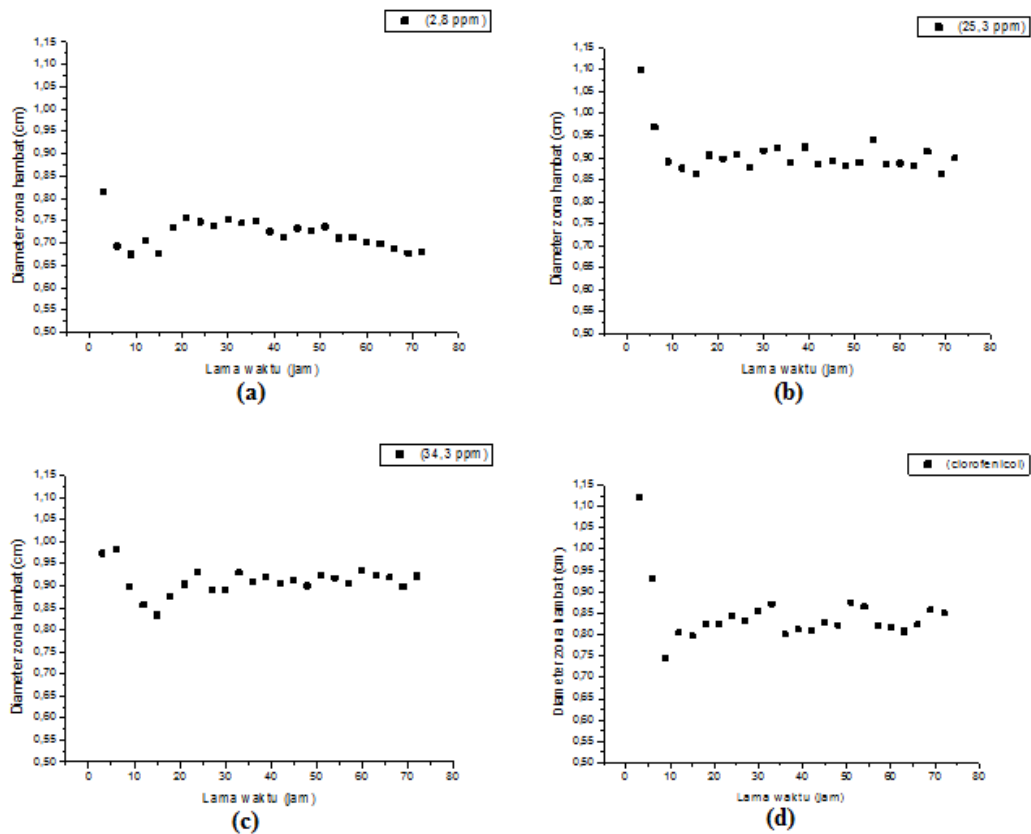 (2,8 ppm)
1,15
1,10
1,05
1,00
0,95
0,90
0,85
0,80
0,75
0,70
0,65
0,60
0,55
0,50
Diameter zona hambat (cm)
0 10 20 30 40 50 60 70 80
Lama waktu (jam)
(a)
(25,3 ppm)
1,15
1,10
1,05
1,00
0,95
0,90
0,85
0,80
0,75
0,70
0,65
0,60
0,55
0,50
Diameter zona hambat (cm)
0 10 20 30 40 50 60 70 80
Lama waktu (jam)
(b)
(34,3 ppm)
1,15
1,10
1,05
1,00
0,95
0,90
0,85
0,80
0,75
0,70
0,65
0,60
0,55
0,50
Diameter zona hambat (cm)
0 10 20 30 40 50 60 70 80
Lama waktu (jam)
(c)
(clorofenicol)
1,15
1,10
1,05
1,00
0,95
0,90
0,85
0,80
0,75
0,70
0,65
0,60
0,55
0,50
Diameter zona hambat (cm)
0 10 20 30 40 50 60 70 80
Lama waktu (jam)
(d)